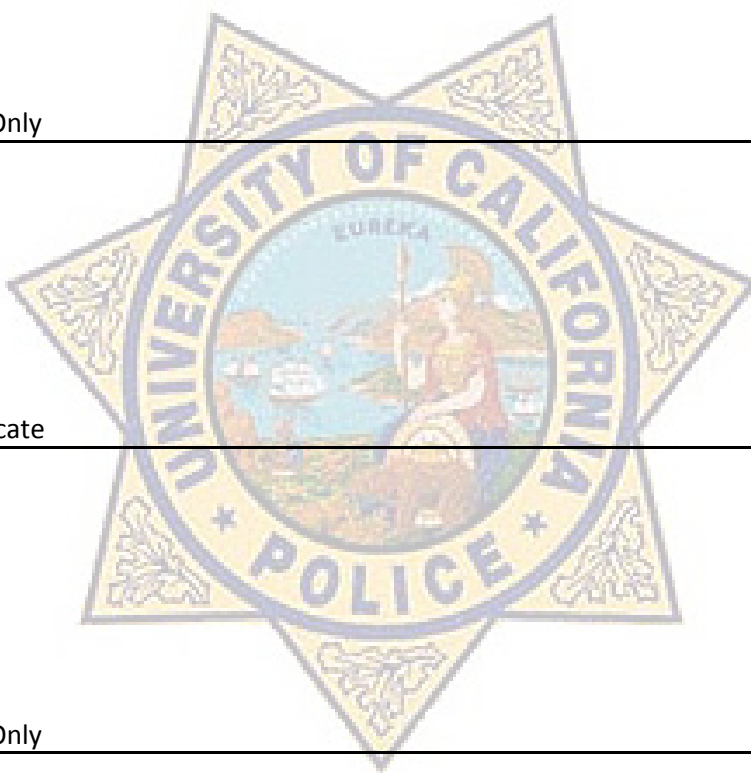 Only
UNIVERSITY OF CALIFORNIA
EUREKA
cate
POLICE
Only